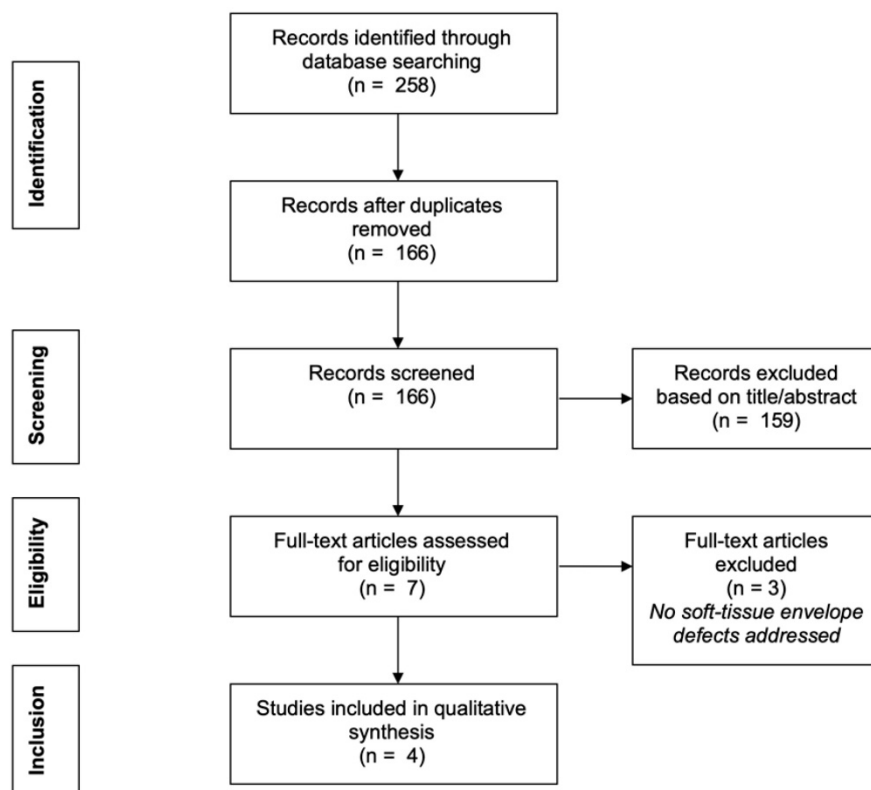 Identification
Records identified through
database searching
(n = 258)
Records after duplicates
removed
(n = 166)
Screening
Records screened
(n = 166)
Records excluded
based on title/abstract
(n = 159)
Eligibility
Full-text articles assessed
for eligibility
(n = 7)
Full-text articles
excluded
(n = 3)
No soft-tissue envelope
defects addressed
Inclusion
Studies included in qualitative
synthesis
(n = 4)